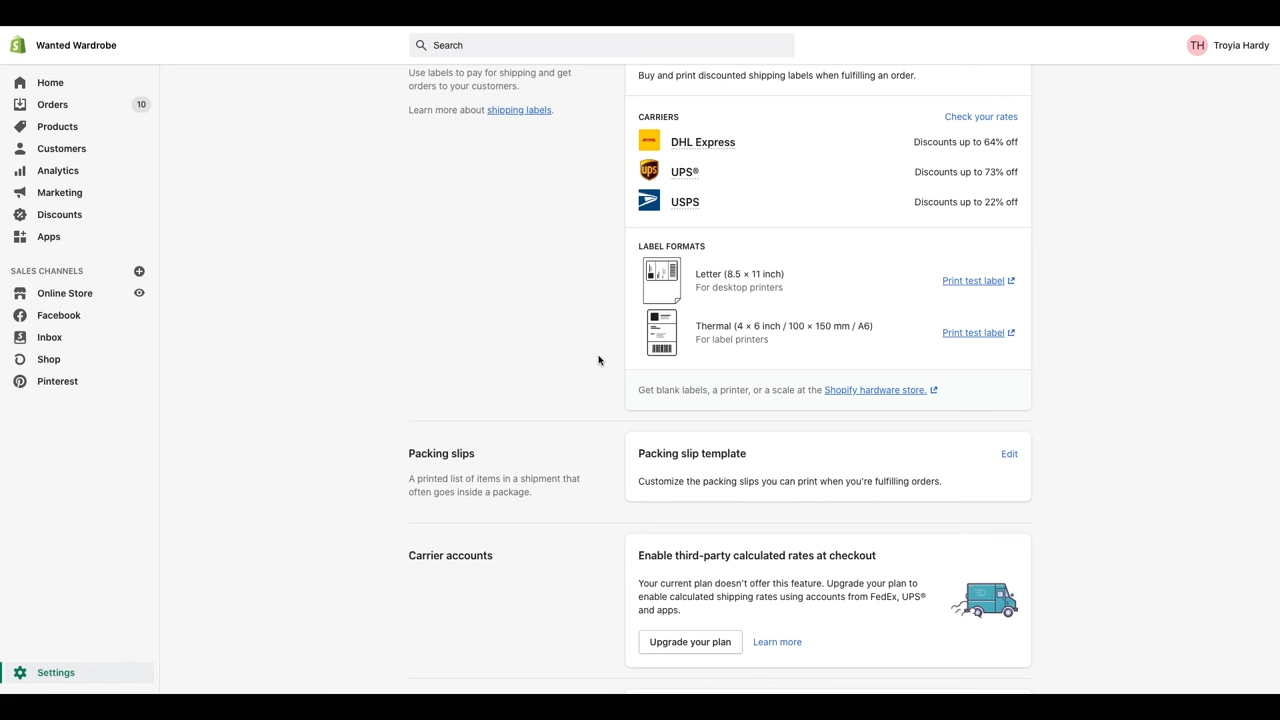 Wanted Wardrobe
Search
TH
Troyia Hardy
Home
Orders
10
Products
Customers
Analytics
Marketing
Discounts
Apps
SALES CHANNELS
Online Store
Facebook
Inbox
Shop
Pinterest
Settings
Use labels to pay for shipping and get
orders to your customers.
Learn more about shipping labels.
Buy and print discounted shipping labels when fulfilling an order.
CARRIERS
Check your rates
DHL Express
Discounts up to 64% off
ups
UPS®
Discounts up to 73% off
USPS
Discounts up to 22% off
LABEL FORMATS
Letter (8.5 × 11 inch)
For desktop printers
Print test label
Thermal (4 × 6 inch / 100 × 150 mm / A6)
For label printers
Print test label
Get blank labels, a printer, or a scale at the Shopify hardware store.
Packing slips
A printed list of items in a shipment that
often goes inside a package.
Packing slip template
Edit
Customize the packing slips you can print when you’re fulfilling orders.
Carrier accounts
Enable third-party calculated rates at checkout
Your current plan doesn’t offer this feature. Upgrade your plan to
enable calculated shipping rates using accounts from FedEx, UPS®
and apps.
Upgrade your plan
Learn more